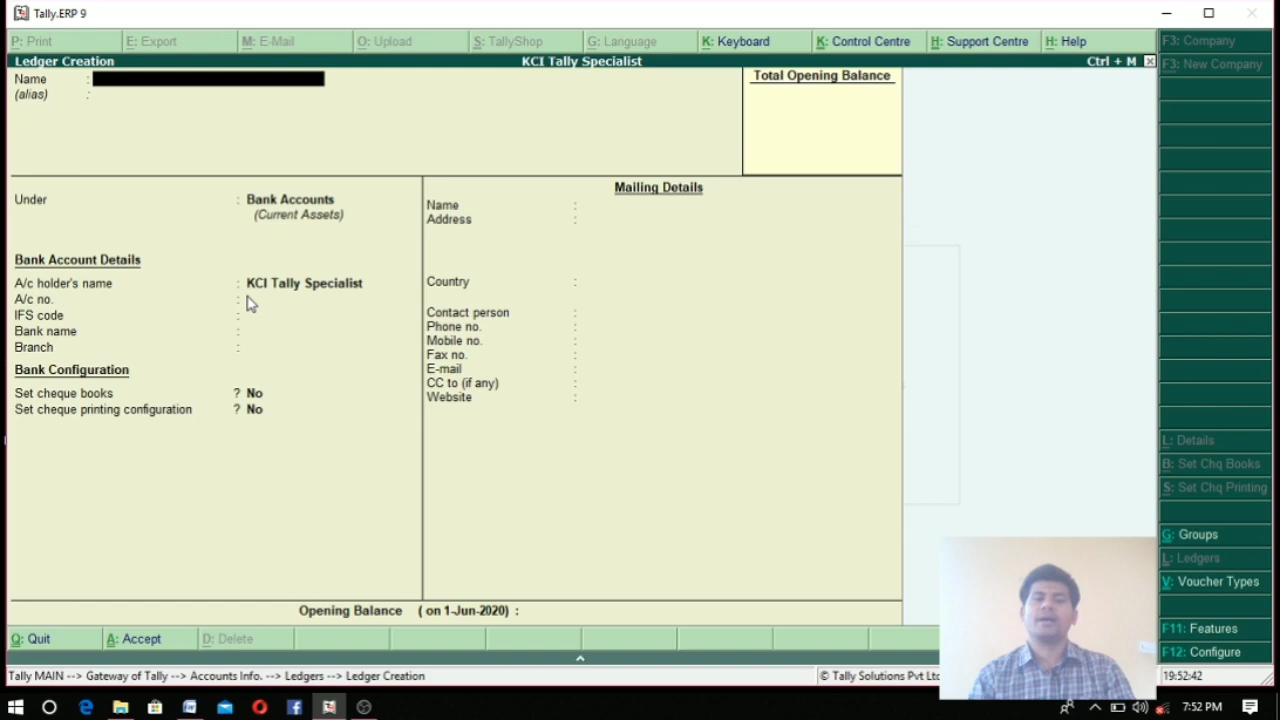 Tally.ERP 9
P: Print E: Export M: E-Mail O: Upload S: TallyShop G: Language K: Keyboard K: Control Centre H: Support Centre H: Help
F3: Company
F3: New Company
Ledger Creation KCI Tally Specialist Ctrl + M
Name :
(alias) :
Total Opening Balance
Under : Bank Accounts
(Current Assets)
Bank Account Details
A/c holder's name : KCI Tally Specialist
A/c no. :
IFS code :
Bank name :
Branch :
Bank Configuration
Set cheque books ? No
Set cheque printing configuration ? No
Mailing Details
Name :
Address :
Country :
Contact person :
Phone no. :
Mobile no. :
Fax no. :
E-mail :
CC to (if any) :
Website :
L: Details
B: Set Chq Books
S: Set Chq Printing
G: Groups
L: Ledgers
V: Voucher Types
F11: Features
F12: Configure
Opening Balance ( on 1-Jun-2020) :
Q: Quit A: Accept D: Delete
Tally MAIN --> Gateway of Tally --> Accounts Info. --> Ledgers --> Ledger Creation © Tally Solutions Pvt Ltd 19:52:42
7:52 PM